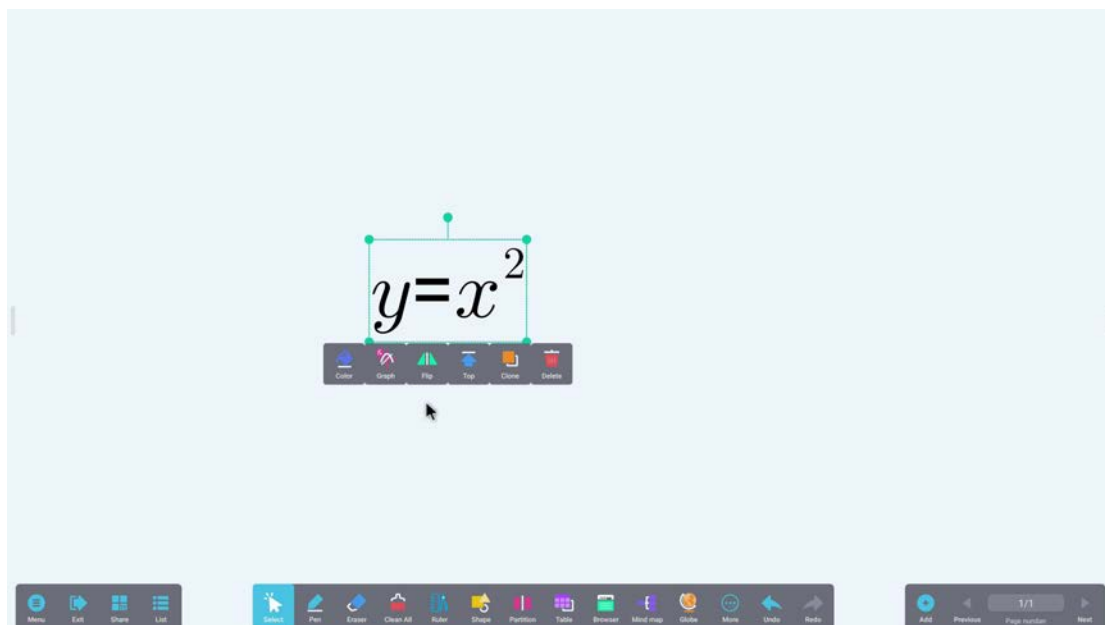 y=x²
Color Graph Flip Top Clone Delete
Menu Exit Share List Select Pen Eraser Clean All Ruler Shape Partition Table Browser Mind map Globe More Undo Redo Add Previous 1/1 Page number Next